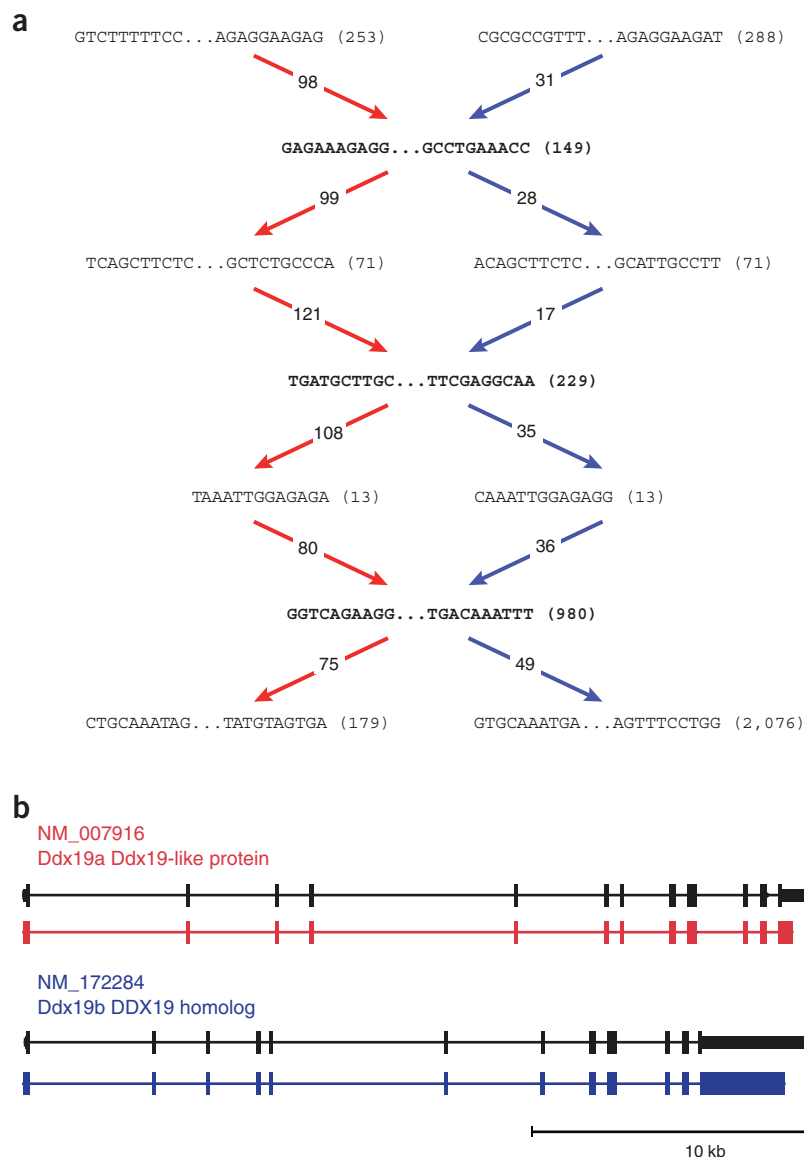 a
GTCTTTTTCC...AGAGGAAGAG (253) CGCGCCGTTT...AGAGGAAGAT (288)
98 31
GAGAAAGAGG...GCCTGAAACC (149)
99 28
TCAGCTTCTC...GCTCTGCCCA (71) ACAGCTTCTC...GCATTGCCTT (71)
121 17
TGATGCTTGC...TTCGAGGCAA (229)
108 35
TAAATTGGAGAGA (13) CAAATTGGAGAGG (13)
80 36
GGTCAGAAGG...TGACAAATTT (980)
75 49
CTGCAAATAG...TATGTAGTGA (179) GTGCAAATGA...AGTTTCCTGG (2,076)
b
NM_007916
Ddx19a Ddx19-like protein
NM_172284
Ddx19b DDX19 homolog
10 kb